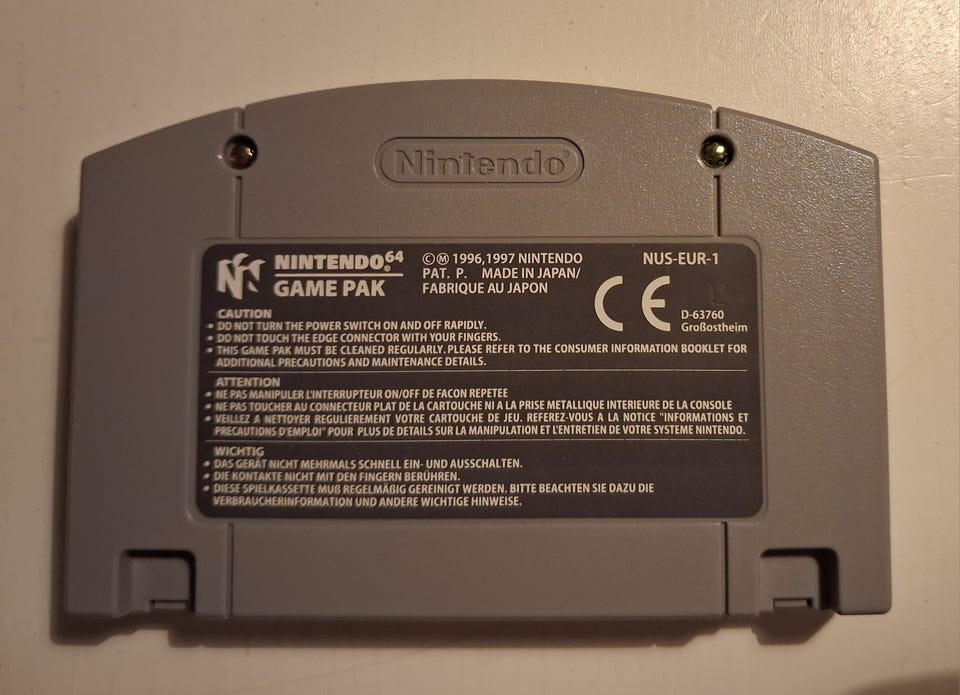 Nintendo®
NINTENDO64®
GAME PAK
©Ⓜ 1996,1997 NINTENDO
PAT. P. MADE IN JAPAN/
FABRIQUE AU JAPON
NUS-EUR-1
CE
D-63760
Großostheim
CAUTION
• DO NOT TURN THE POWER SWITCH ON AND OFF RAPIDLY.
• DO NOT TOUCH THE EDGE CONNECTOR WITH YOUR FINGERS.
• THIS GAME PAK MUST BE CLEANED REGULARLY. PLEASE REFER TO THE CONSUMER INFORMATION BOOKLET FOR
ADDITIONAL PRECAUTIONS AND MAINTENANCE DETAILS.
ATTENTION
• NE PAS MANIPULER L'INTERRUPTEUR ON/OFF DE FACON REPETEE
• NE PAS TOUCHER AU CONNECTEUR PLAT DE LA CARTOUCHE NI A LA PRISE METALLIQUE INTERIEURE DE LA CONSOLE
• VEILLEZ A NETTOYER REGULIEREMENT VOTRE CARTOUCHE DE JEU. REFEREZ-VOUS A LA NOTICE "INFORMATIONS ET
PRECAUTIONS D'EMPLOI" POUR PLUS DE DETAILS SUR LA MANIPULATION ET L'ENTRETIEN DE VOTRE SYSTEME NINTENDO.
WICHTIG
• DAS GERÄT NICHT MEHRMALS SCHNELL EIN- UND AUSSCHALTEN.
• DIE KONTAKTE NICHT MIT DEN FINGERN BERÜHREN.
• DIESE SPIELKASSETTE MUß REGELMÄßIG GEREINIGT WERDEN. BITTE BEACHTEN SIE DAZU DIE
VERBRAUCHERINFORMATION UND ANDERE WICHTIGE HINWEISE.